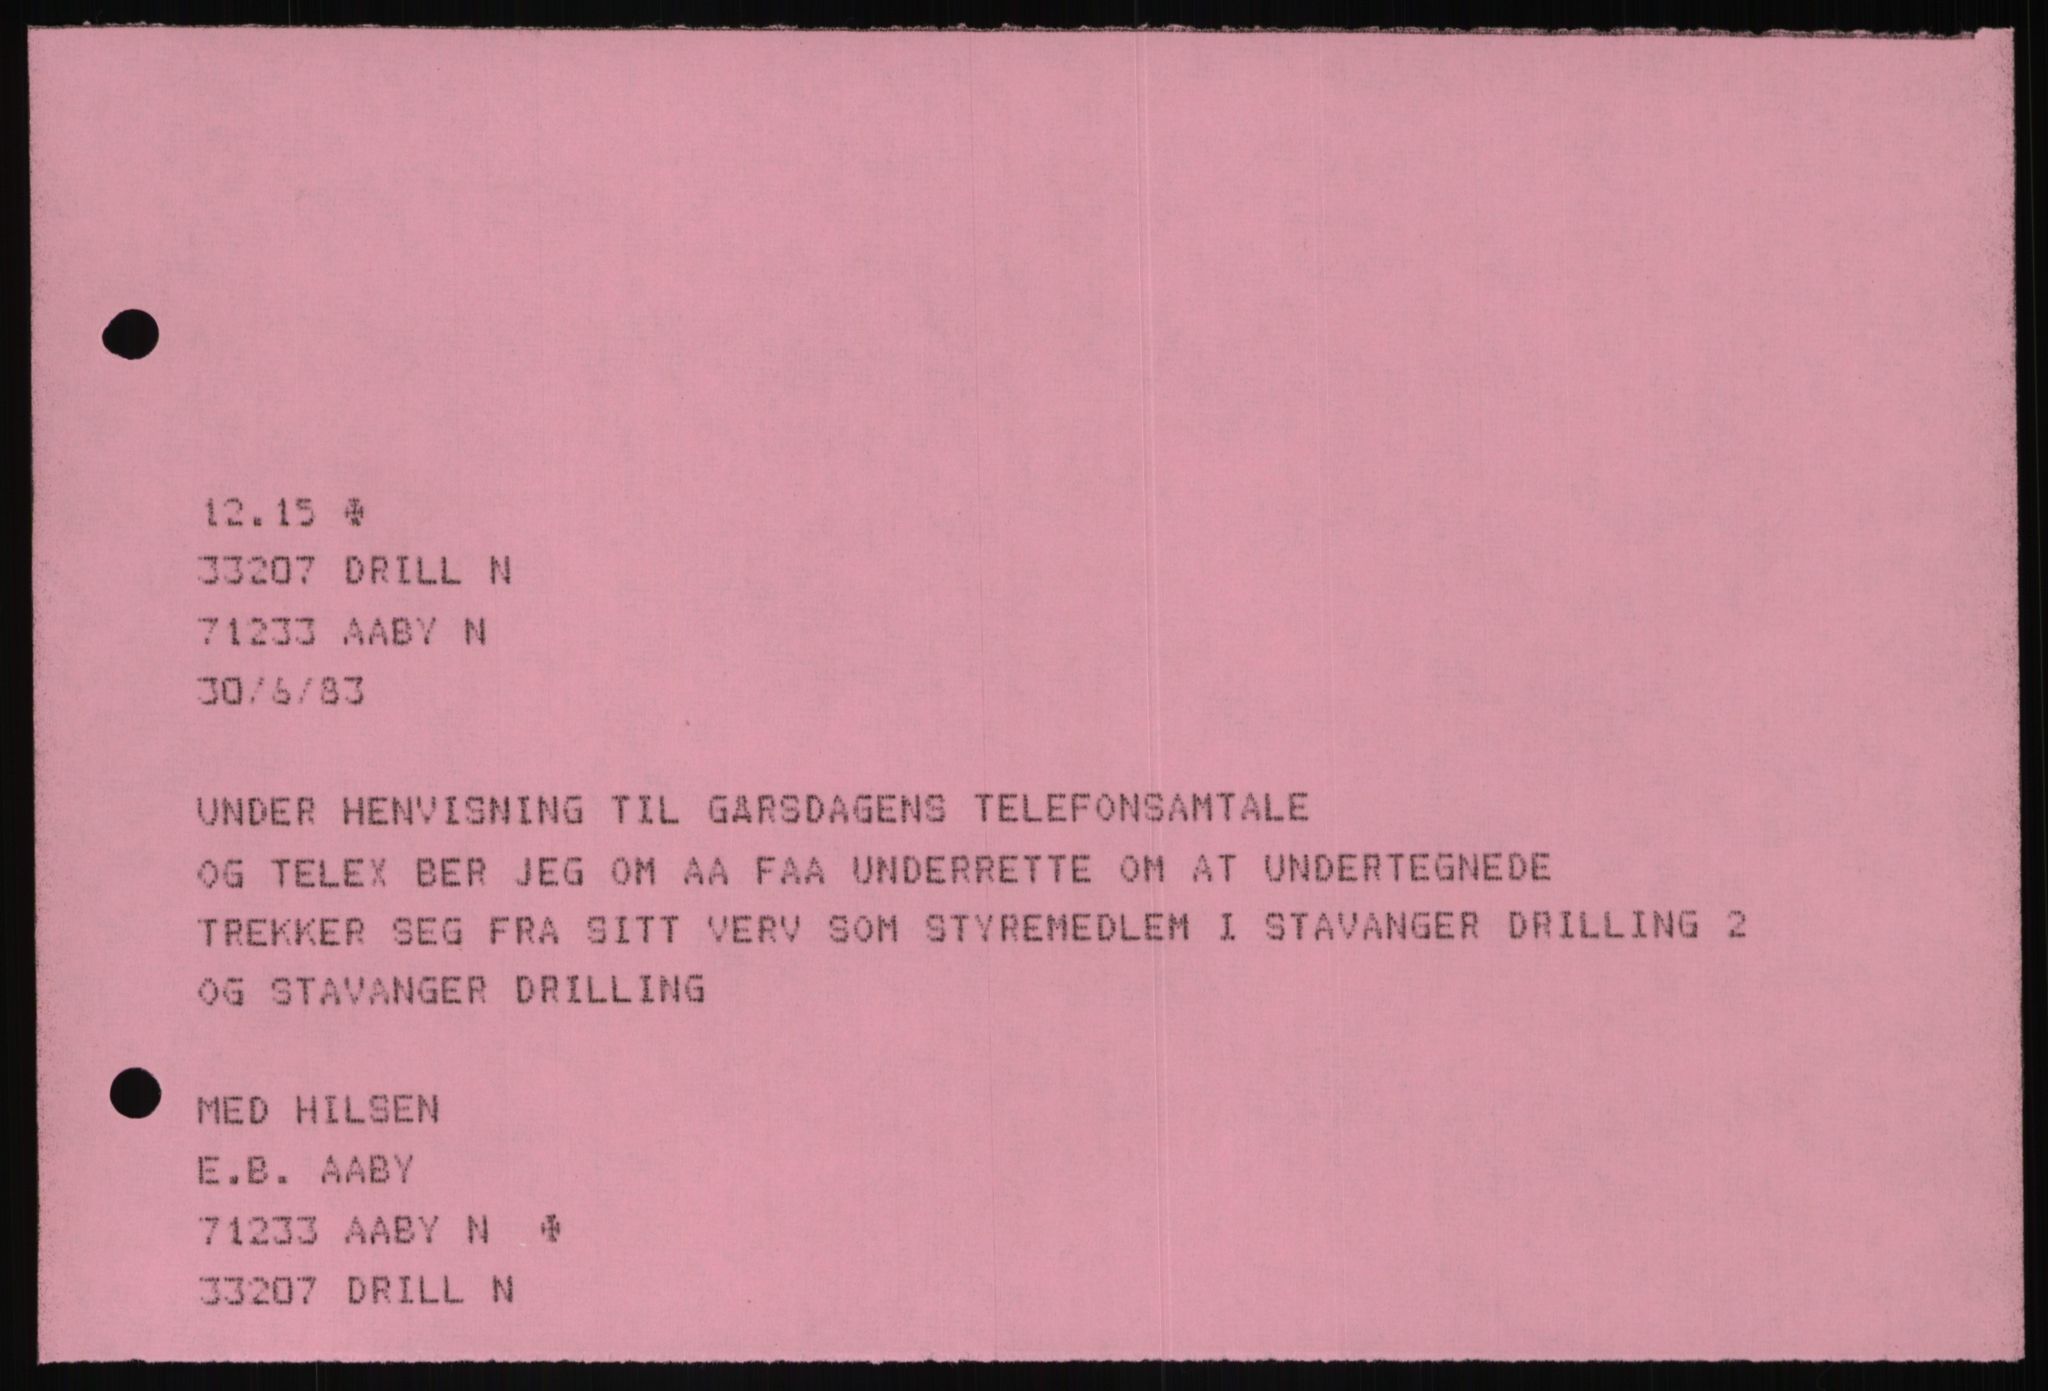 12.15 ✠
33207 DRILL N
71233 AABY N
30/6/83
UNDER HENVISNING TIL GARSDAGENS TELEFONSAMTALE
OG TELEX BER JEG OM AA FAA UNDERRETTE OM AT UNDERTEGNEDE
TREKKER SEG FRA SITT VERV SOM STYREMEDLEM I STAVANGER DRILLING 2
OG STAVANGER DRILLING
MED HILSEN
E.B. AABY
71233 AABY N ✠
33207 DRILL N